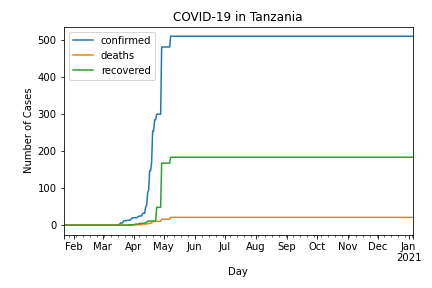 COVID-19 in Tanzania
confirmed
deaths
recovered
Number of Cases
500
400
300
200
100
0
Feb Mar Apr May Jun Jul Aug Sep Oct Nov Dec Jan
2021
Day